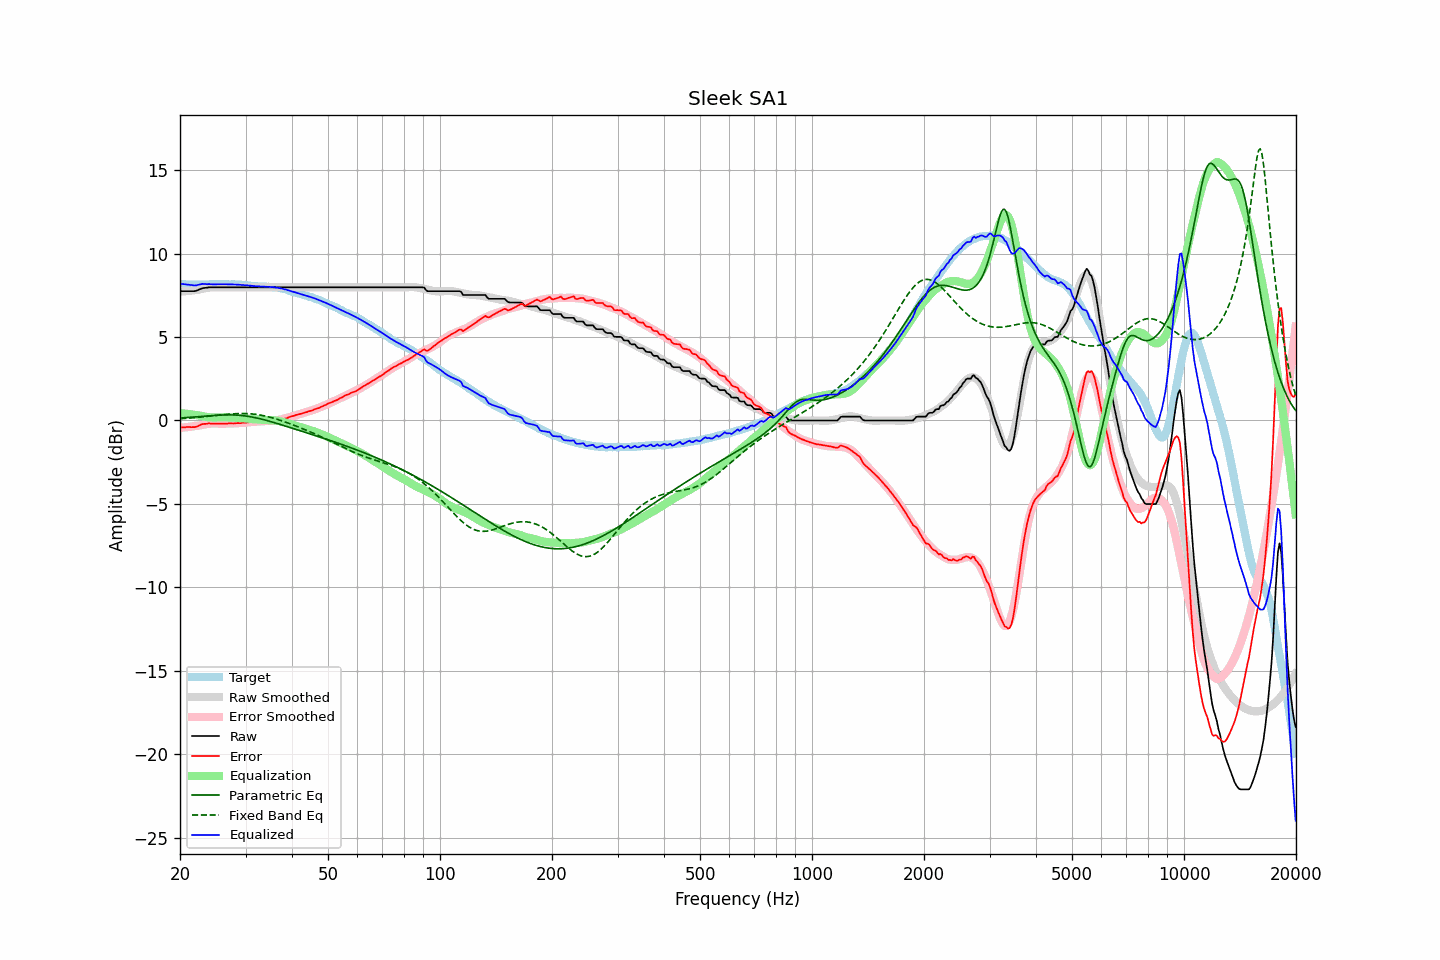 Sleek SA1
Amplitude (dBr)
15
10
5
0
−5
−10
−15
−20
−25
Target
Raw Smoothed
Error Smoothed
Raw
Error
Equalization
Parametric Eq
Fixed Band Eq
Equalized
20 50 100 200 500 1000 2000 5000 10000 20000
Frequency (Hz)